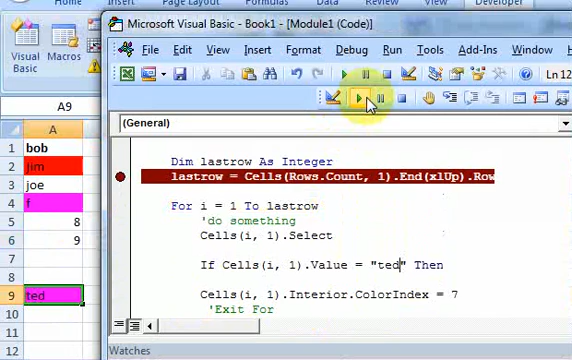 Home
Insert
Page Layout
Formulas
Data
Review
View
Developer
Microsoft Visual Basic - Book1 - [Module1 (Code)]
File Edit View Insert Format Debug Run Tools Add-Ins Window
Visual
Basic
Macros
Ln 12
A9
(General)
A
1 bob
2 jim
3 joe
4 f
5 8
6 9
7
8
9 ted
10
11
12
Dim lastrow As Integer
lastrow = Cells(Rows.Count, 1).End(xlUp).Row
For i = 1 To lastrow
'do something
Cells(i, 1).Select
If Cells(i, 1).Value = "ted" Then
Cells(i, 1).Interior.ColorIndex = 7
'Exit For
Watches